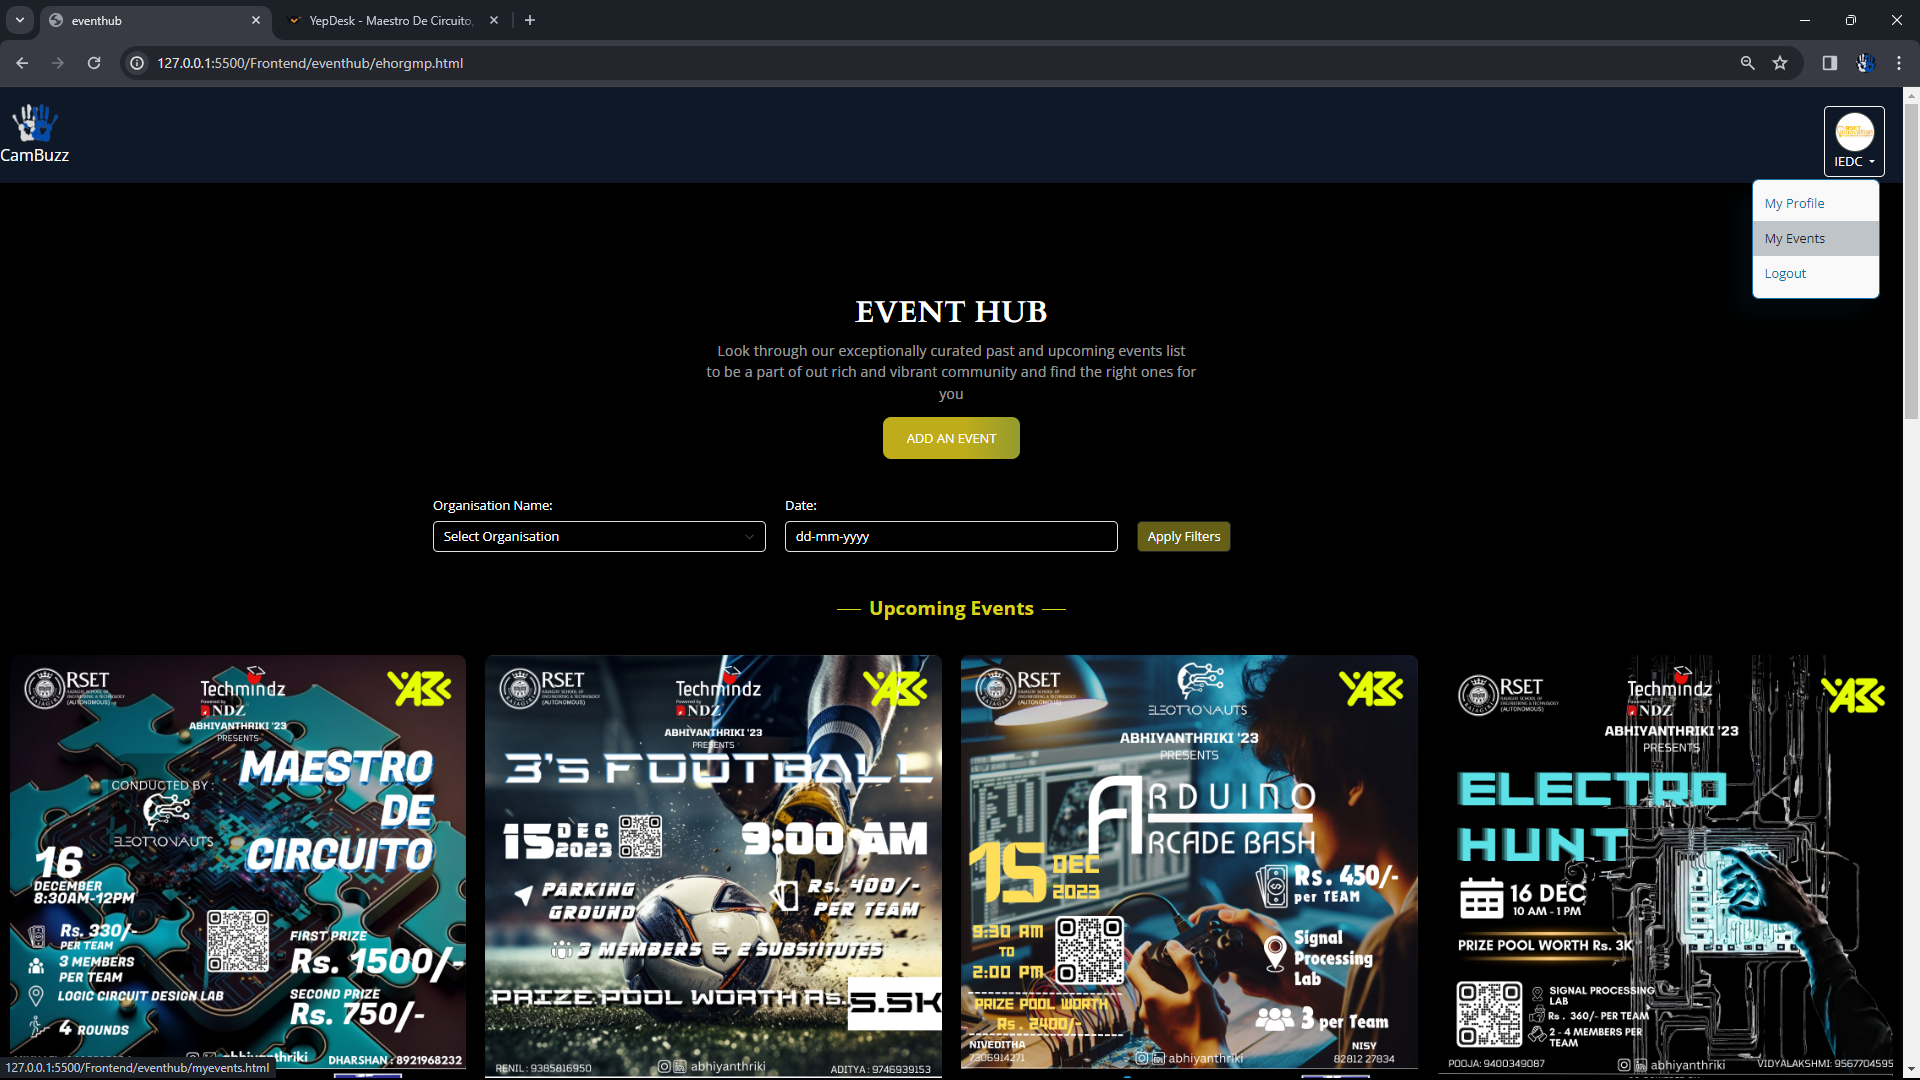 eventhub
YepDesk - Maestro De Circuito,
127.0.0.1:5500/Frontend/eventhub/ehorgmp.html
CamBuzz
IEDC
My Profile
My Events
Logout
EVENT HUB
Look through our exceptionally curated past and upcoming events list
to be a part of out rich and vibrant community and find the right ones for
you
ADD AN EVENT
Organisation Name:
Select Organisation
Date:
dd-mm-yyyy
Apply Filters
Upcoming Events
RSET
(AUTONOMOUS)
Techmindz
Powered by
NDZ
ABHIYANTHRIKI '23
PRESENTS
CONDUCTED BY :
ELECTRONAUTS
MAESTRO
DE
CIRCUITO
16
DECEMBER
8:30AM-12PM
Rs. 330/-
PER TEAM
3 MEMBERS
PER TEAM
LOGIC CIRCUIT DESIGN LAB
4 ROUNDS
FIRST PRIZE
Rs. 1500/-
SECOND PRIZE
Rs. 750/-
abhiyanthriki
DHARSHAN : 8921968232
RSET
(AUTONOMOUS)
Techmindz
Powered by
NDZ
ABHIYANTHRIKI '23
PRESENTS
3's FOOTBALL
15 DEC
2023
9:00 AM
PARKING
GROUND
Rs. 400/-
PER TEAM
3 MEMBERS & 2 SUBSTITUTES
PRIZE POOL WORTH Rs. 5.5K
RENIL : 9385816950
abhiyanthriki
ADITYA : 9746939153
RSET
(AUTONOMOUS)
ELECTRONAUTS
ABHIYANTHRIKI '23
PRESENTS
ARDUINO
ARCADE BASH
15 DEC
2023
Rs. 450/-
per TEAM
9:30 AM
TO
2:00 PM
Signal
Processing
Lab
PRIZE POOL WORTH
Rs. 2400/-
3 per Team
NIVEDITHA
7306914271
abhiyanthriki
NISY
82812 27834
RSET
(AUTONOMOUS)
Techmindz
Powered by
NDZ
ABHIYANTHRIKI '23
PRESENTS
ELECTRO
HUNT
16 DEC
10 AM - 1 PM
PRIZE POOL WORTH Rs. 3K
SIGNAL PROCESSING
LAB
Rs. 360/- PER TEAM
2 - 4 MEMBERS PER
TEAM
POOJA: 9400349087
abhiyanthriki
VIDYALAKSHMI: 9567704595
127.0.0.1:5500/Frontend/eventhub/myevents.html